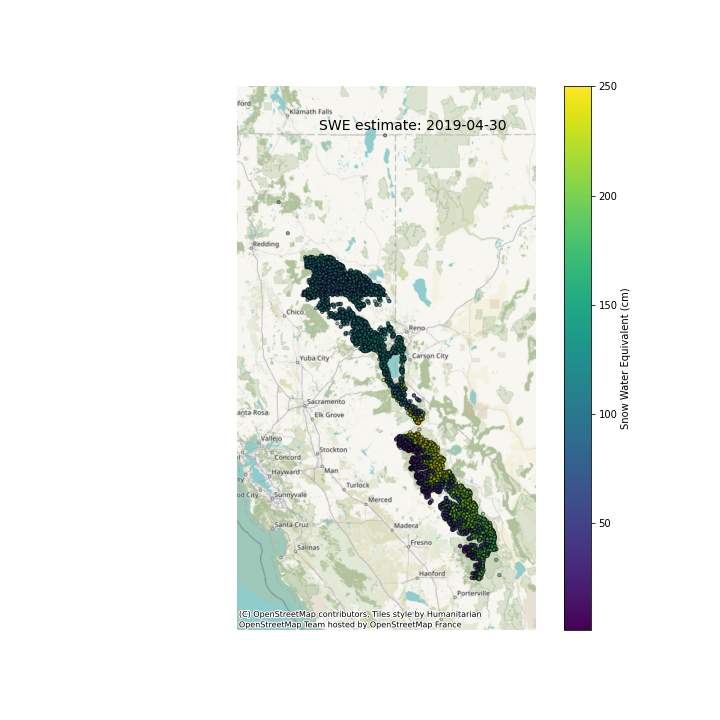 ford
Klamath Falls
SWE estimate: 2019-04-30
Redding
Chico
Reno
Yuba City
Carson City
Sacramento
anta Rosa
Elk Grove
Vallejo
Stockton
Concord
Man
Hayward
Turlock
od City
Sunnyvale
Merced
Santa Cruz
Madera
Salinas
Fresno
Hanford
Porterville
(C) OpenStreetMap contributors, Tiles style by Humanitarian
OpenStreetMap Team hosted by OpenStreetMap France
250
200
150
100
50
Snow Water Equivalent (cm)